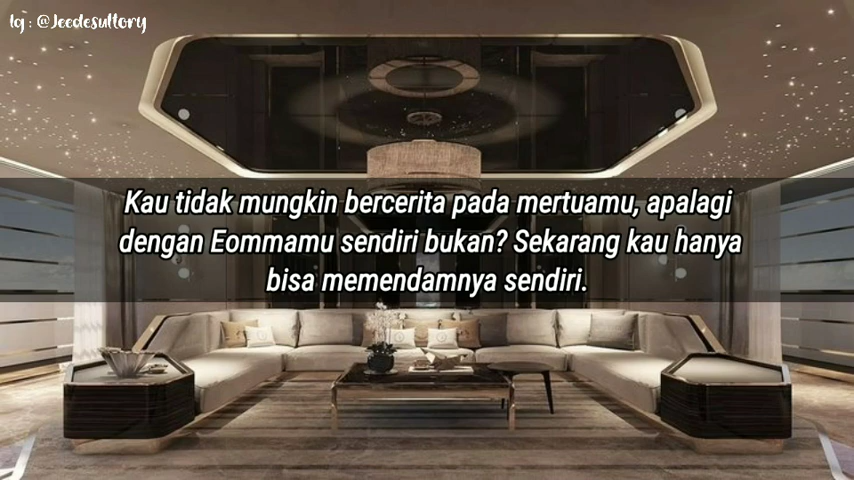 Ig : @Jeedesultory
Kau tidak mungkin bercerita pada mertuamu, apalagi
dengan Eommamu sendiri bukan? Sekarang kau hanya
bisa memendamnya sendiri.